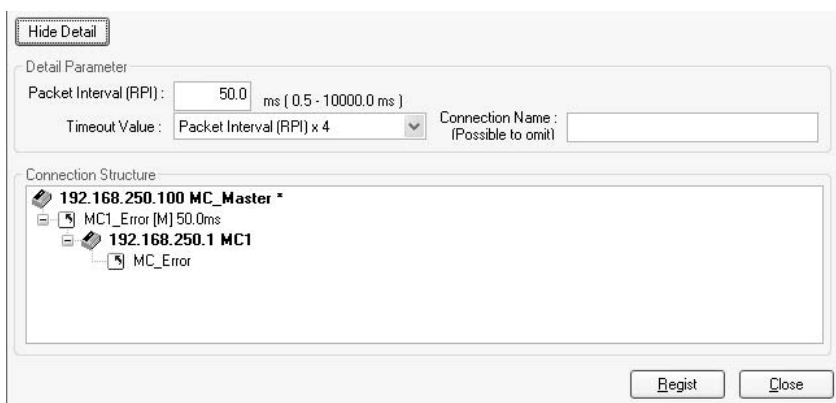 Hide Detail
Detail Parameter
Packet Interval (RPI) : 50.0 ms ( 0.5 - 10000.0 ms )
Timeout Value : Packet Interval (RPI) x 4 Connection Name :
(Possible to omit)
Connection Structure
192.168.250.100 MC_Master *
MC1_Error [M] 50.0ms
192.168.250.1 MC1
MC_Error
Regist Close